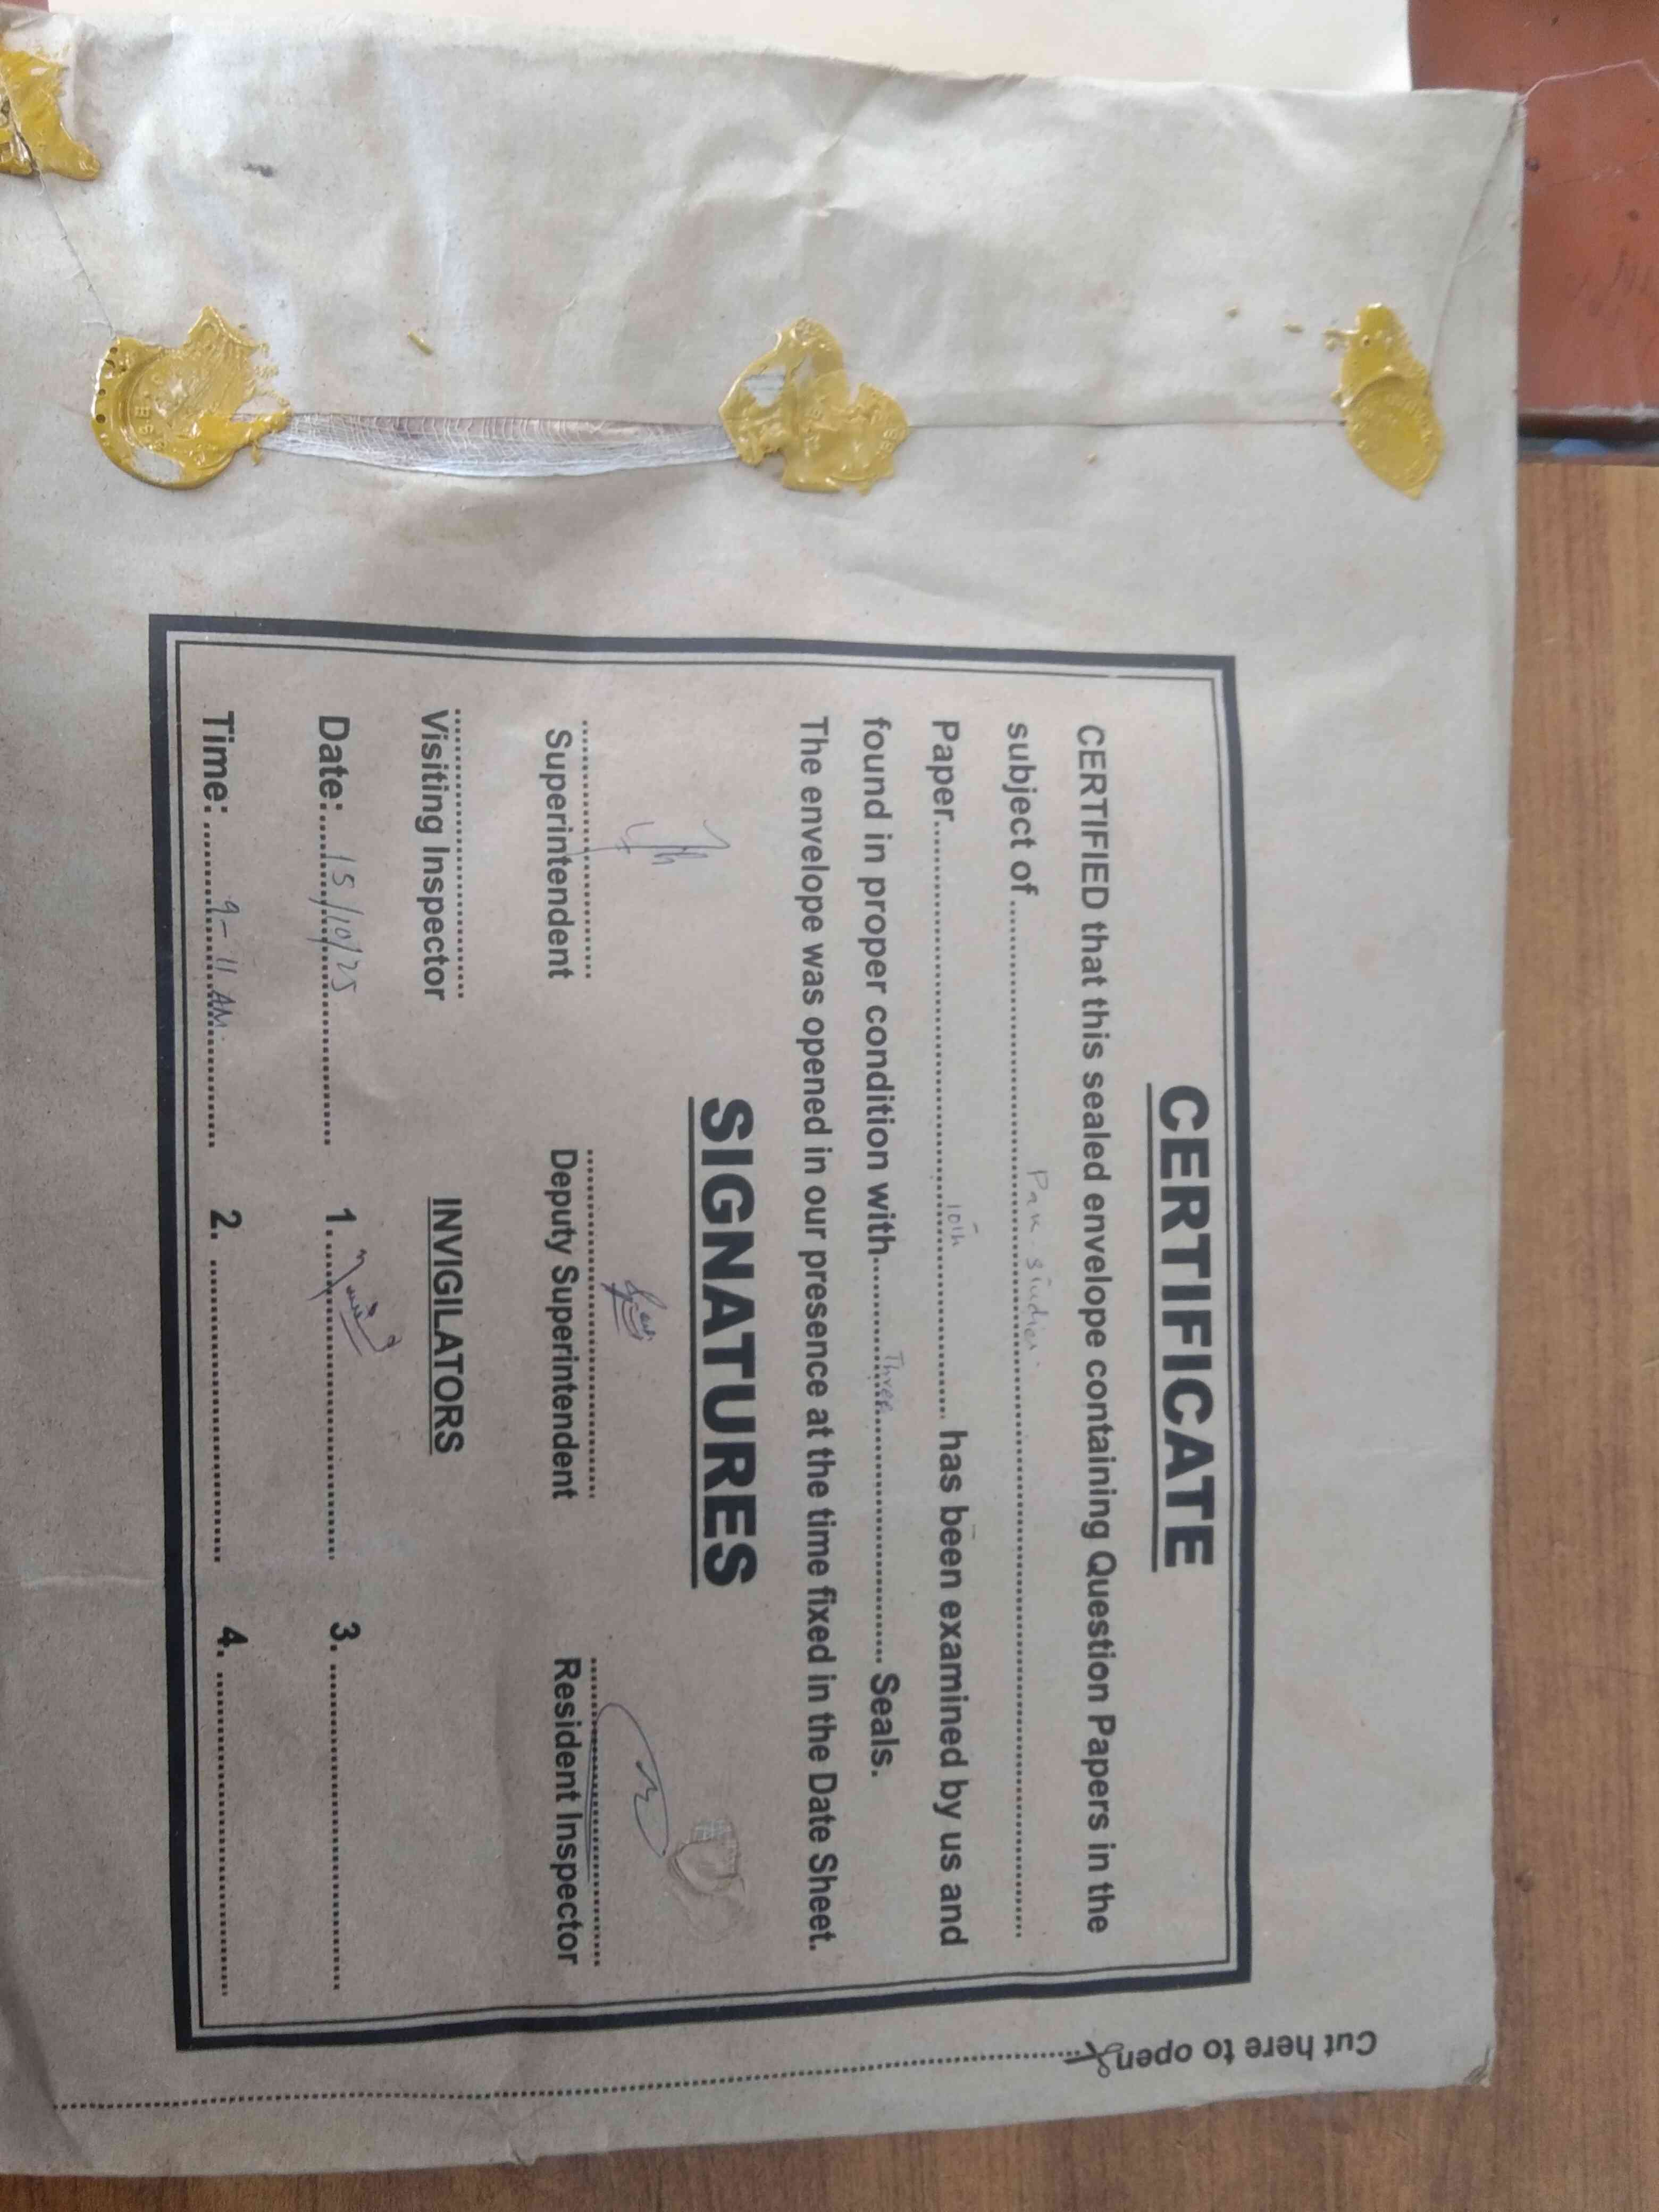 CERTIFICATE
CERTIFIED that this sealed envelope containing Question Papers in the
subject of ........ Pak. Studies. ........
Paper ........ 10th ........ has been examined by us and
found in proper condition with ........ Three ........ Seals.
The envelope was opened in our presence at the time fixed in the Date Sheet.
SIGNATURES
Superintendent Deputy Superintendent Resident Inspector
Visiting Inspector INVIGILATORS
Date: 15/10/25 1. ........ 3. ........
Time: 9-11 AM. 2. ........ 4. ........
Cut here to open